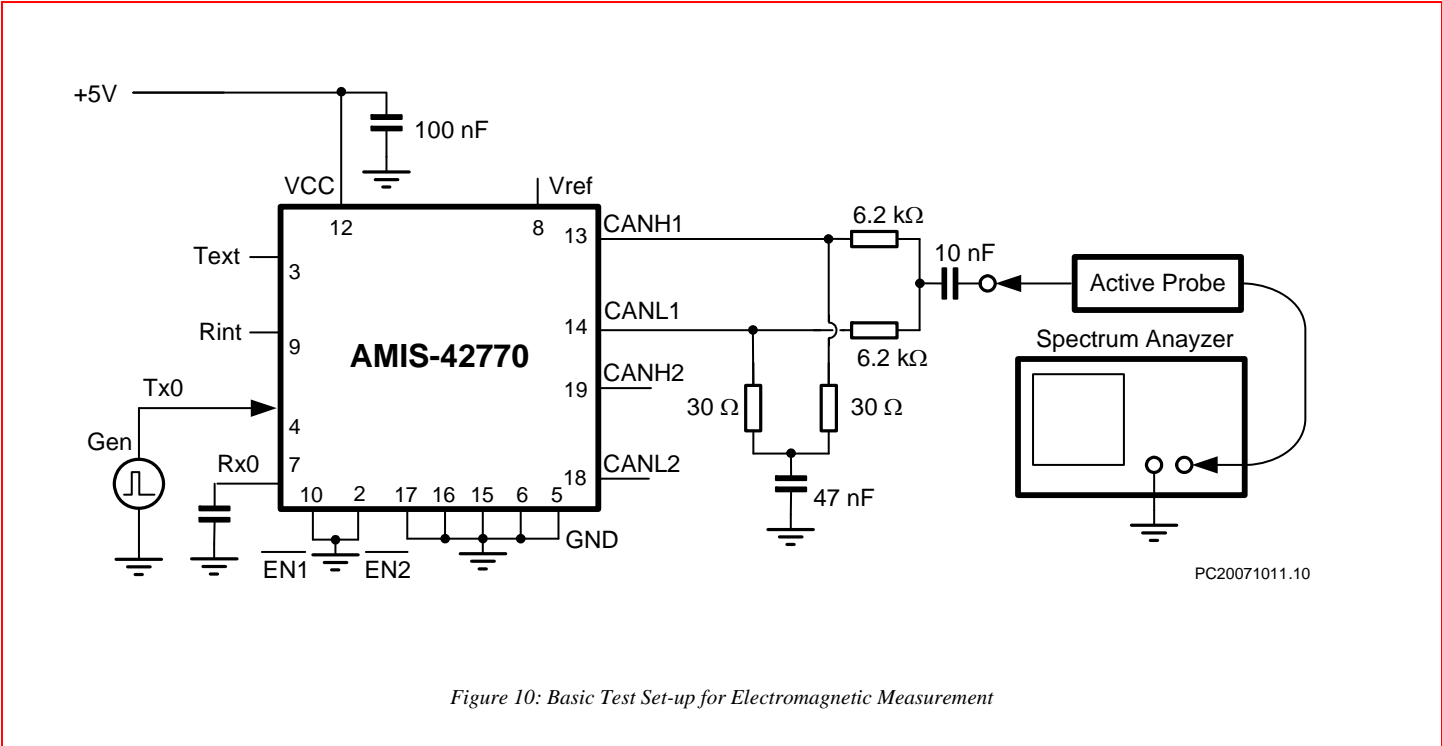 +5V
100 nF
VCC
Vref
12
8
13
CANH1
6.2 kΩ
10 nF
Text
3
Active Probe
14
CANL1
Rint
9
AMIS-42770
6.2 kΩ
Spectrum Anayzer
Tx0
4
19
CANH2
30 Ω
30 Ω
Gen
7
Rx0
18
CANL2
10
2
17
16
15
6
5
47 nF
GND
EN1
EN2
PC20071011.10
Figure 10: Basic Test Set-up for Electromagnetic Measurement